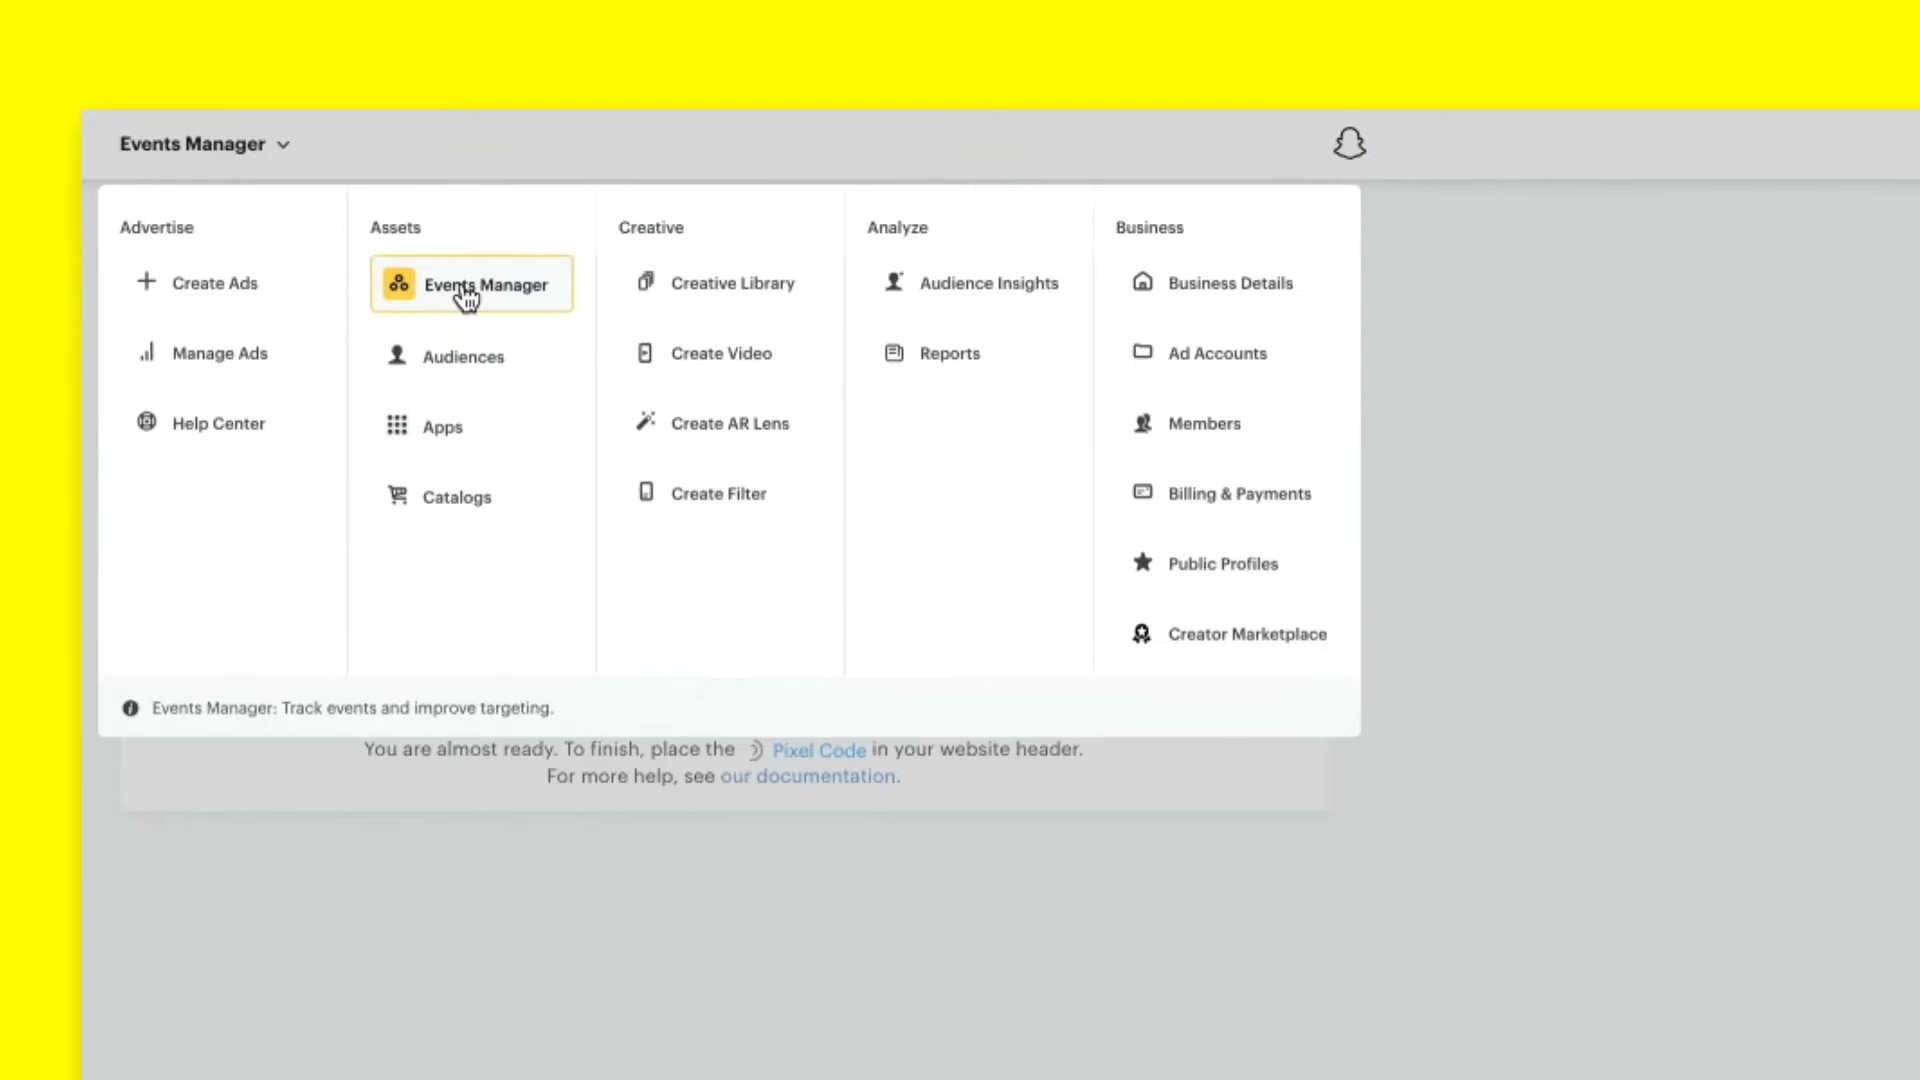 Events Manager
Advertise
Create Ads
Manage Ads
Help Center
Assets
Events Manager
Audiences
Apps
Catalogs
Creative
Creative Library
Create Video
Create AR Lens
Create Filter
Analyze
Audience Insights
Reports
Business
Business Details
Ad Accounts
Members
Billing & Payments
Public Profiles
Creator Marketplace
Events Manager: Track events and improve targeting.
You are almost ready. To finish, place the Pixel Code in your website header.
For more help, see our documentation.